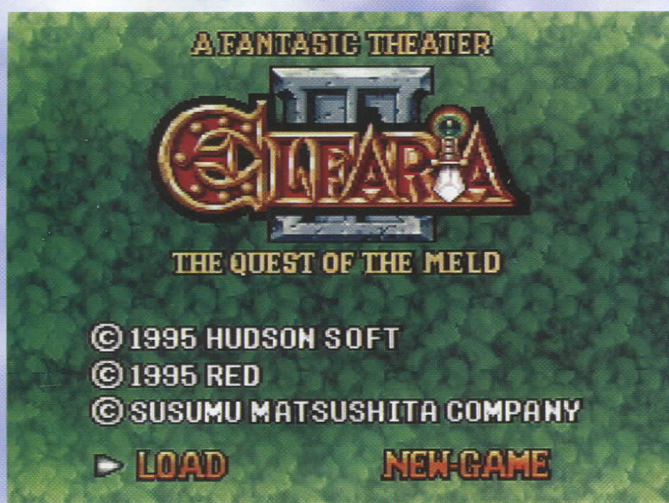 A FANTASIC THEATER
ELFARIA II
THE QUEST OF THE MELD
© 1995 HUDSON SOFT
© 1995 RED
© SUSUMU MATSUSHITA COMPANY
LOAD NEW-GAME